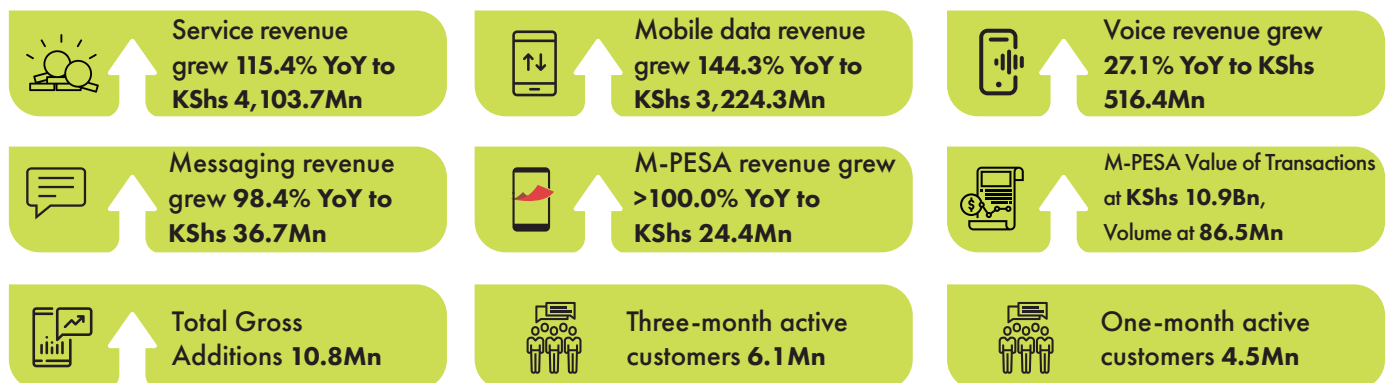 Service revenue
grew 115.4% YoY to
KShs 4,103.7Mn
Mobile data revenue
grew 144.3% YoY to
KShs 3,224.3Mn
Voice revenue grew
27.1% YoY to KShs
516.4Mn
Messaging revenue
grew 98.4% YoY to
KShs 36.7Mn
M-PESA revenue grew
>100.0% YoY to
KShs 24.4Mn
M-PESA Value of Transactions
at KShs 10.9Bn,
Volume at 86.5Mn
Total Gross
Additions 10.8Mn
Three-month active
customers 6.1Mn
One-month active
customers 4.5Mn